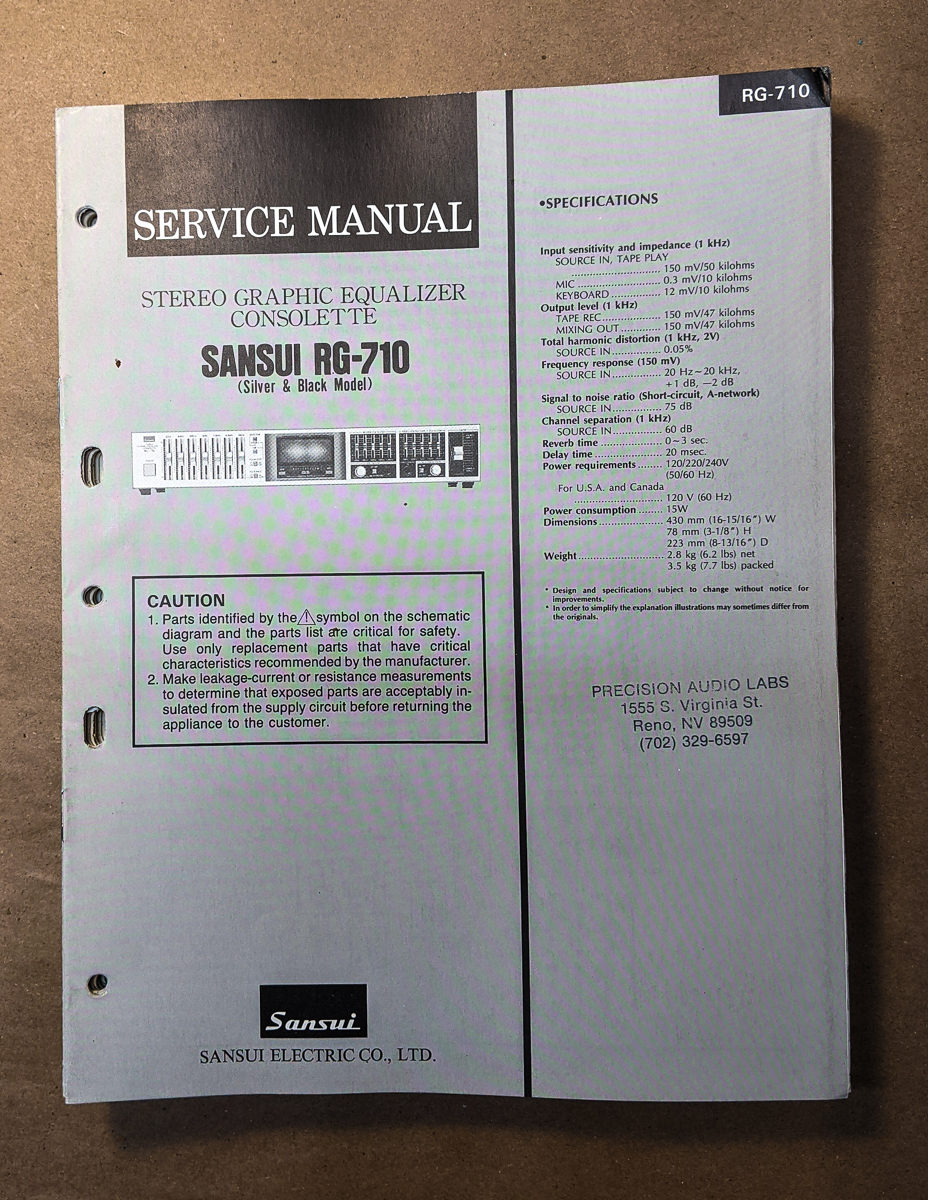 RG-710
SERVICE MANUAL
STEREO GRAPHIC EQUALIZER
CONSOLETTE
SANSUI RG-710
(Silver & Black Model)
CAUTION
1. Parts identified by the ⚠ symbol on the schematic
diagram and the parts list are critical for safety.
Use only replacement parts that have critical
characteristics recommended by the manufacturer.
2. Make leakage-current or resistance measurements
to determine that exposed parts are acceptably in-
sulated from the supply circuit before returning the
appliance to the customer.
Sansui
SANSUI ELECTRIC CO., LTD.
•SPECIFICATIONS
Input sensitivity and impedance (1 kHz)
SOURCE IN, TAPE PLAY
............................ 150 mV/50 kilohms
MIC .......................... 0.3 mV/10 kilohms
KEYBOARD ............... 12 mV/10 kilohms
Output level (1 kHz)
TAPE REC.................. 150 mV/47 kilohms
MIXING OUT ............ 150 mV/47 kilohms
Total harmonic distortion (1 kHz, 2V)
SOURCE IN............... 0.05%
Frequency response (150 mV)
SOURCE IN............... 20 Hz~20 kHz,
+1 dB, −2 dB
Signal to noise ratio (Short-circuit, A-network)
SOURCE IN............... 75 dB
Channel separation (1 kHz)
SOURCE IN............... 60 dB
Reverb time .................... 0~3 sec.
Delay time ...................... 20 msec.
Power requirements ........ 120/220/240V
(50/60 Hz)
For U.S.A. and Canada
........................... 120 V (60 Hz)
Power consumption ........ 15W
Dimensions .................... 430 mm (16-15/16") W
78 mm (3-1/8") H
223 mm (8-13/16") D
Weight .......................... 2.8 kg (6.2 lbs) net
3.5 kg (7.7 lbs) packed
* Design and specifications subject to change without notice for
improvements.
* In order to simplify the explanation illustrations may sometimes differ from
the originals.
PRECISION AUDIO LABS
1555 S. Virginia St.
Reno, NV 89509
(702) 329-6597